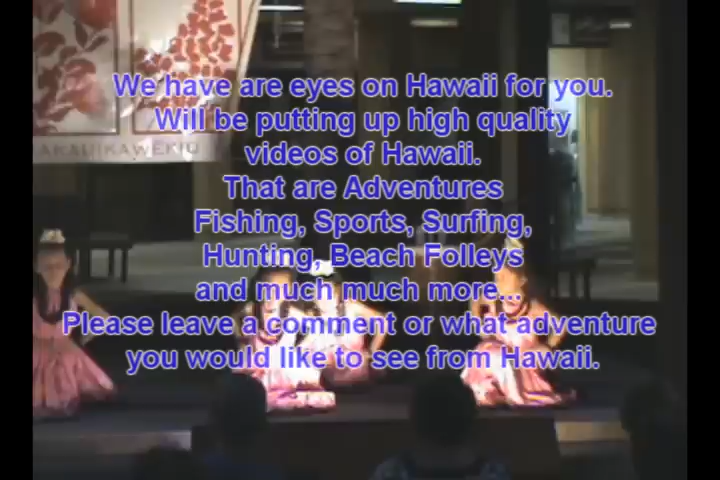 We have are eyes on Hawaii for you.
Will be putting up high quality
videos of Hawaii.
That are Adventures
Fishing, Sports, Surfing,
Hunting, Beach Folleys
and much much more...
Please leave a comment or what adventure
you would like to see from Hawaii.